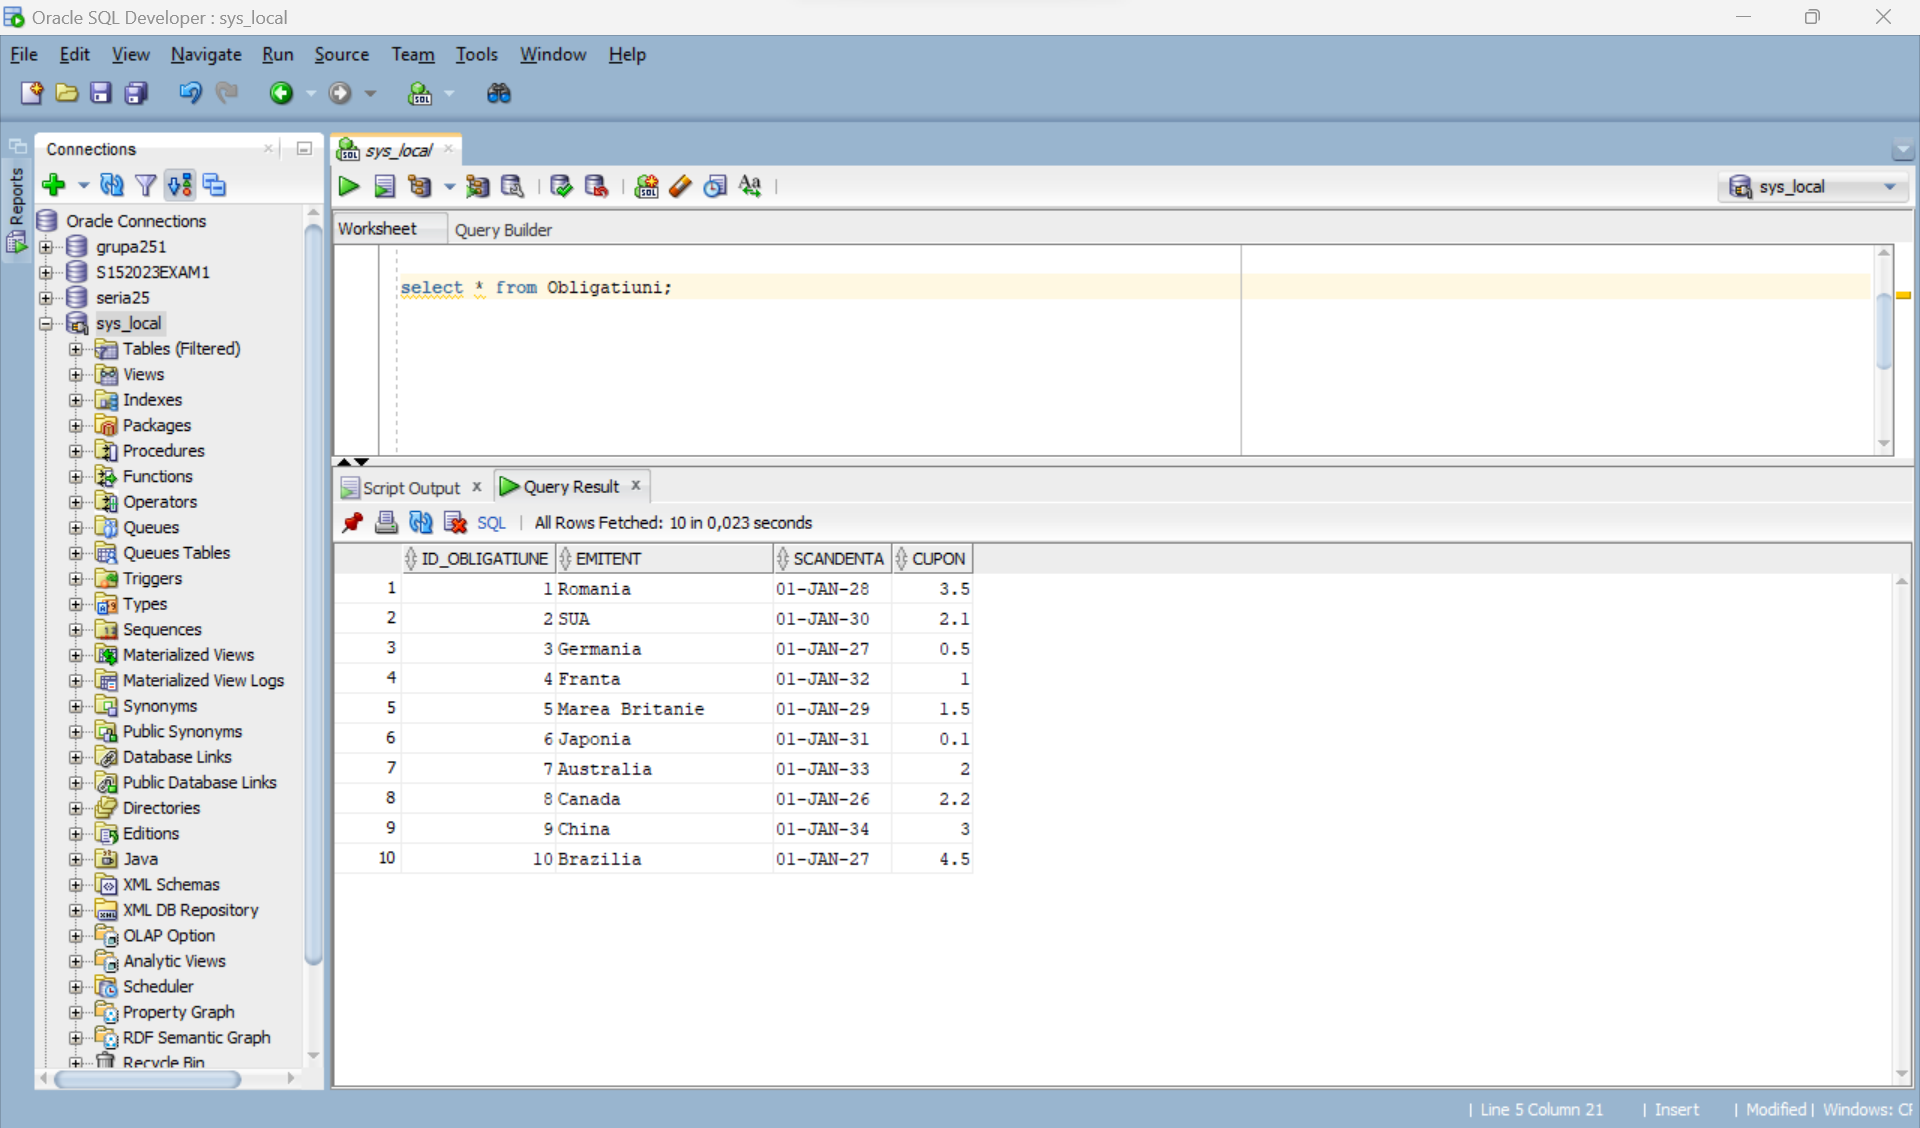 Oracle SQL Developer : sys_local
File Edit View Navigate Run Source Team Tools Window Help
Reports
Connections
Oracle Connections
grupa251
S152023EXAM1
seria25
sys_local
Tables (Filtered)
Views
Indexes
Packages
Procedures
Functions
Operators
Queues
Queues Tables
Triggers
Types
Sequences
Materialized Views
Materialized View Logs
Synonyms
Public Synonyms
Database Links
Public Database Links
Directories
Editions
Java
XML Schemas
XML DB Repository
OLAP Option
Analytic Views
Scheduler
Property Graph
RDF Semantic Graph
Recycle Bin
sys_local
sys_local
Worksheet Query Builder
select * from Obligatiuni;
Script Output x Query Result x
SQL | All Rows Fetched: 10 in 0,023 seconds
ID_OBLIGATIUNE EMITENT SCANDENTA CUPON
1 1 Romania 01-JAN-28 3.5
2 2 SUA 01-JAN-30 2.1
3 3 Germania 01-JAN-27 0.5
4 4 Franta 01-JAN-32 1
5 5 Marea Britanie 01-JAN-29 1.5
6 6 Japonia 01-JAN-31 0.1
7 7 Australia 01-JAN-33 2
8 8 Canada 01-JAN-26 2.2
9 9 China 01-JAN-34 3
10 10 Brazilia 01-JAN-27 4.5
| Line 5 Column 21 | Insert | Modified | Windows: CF